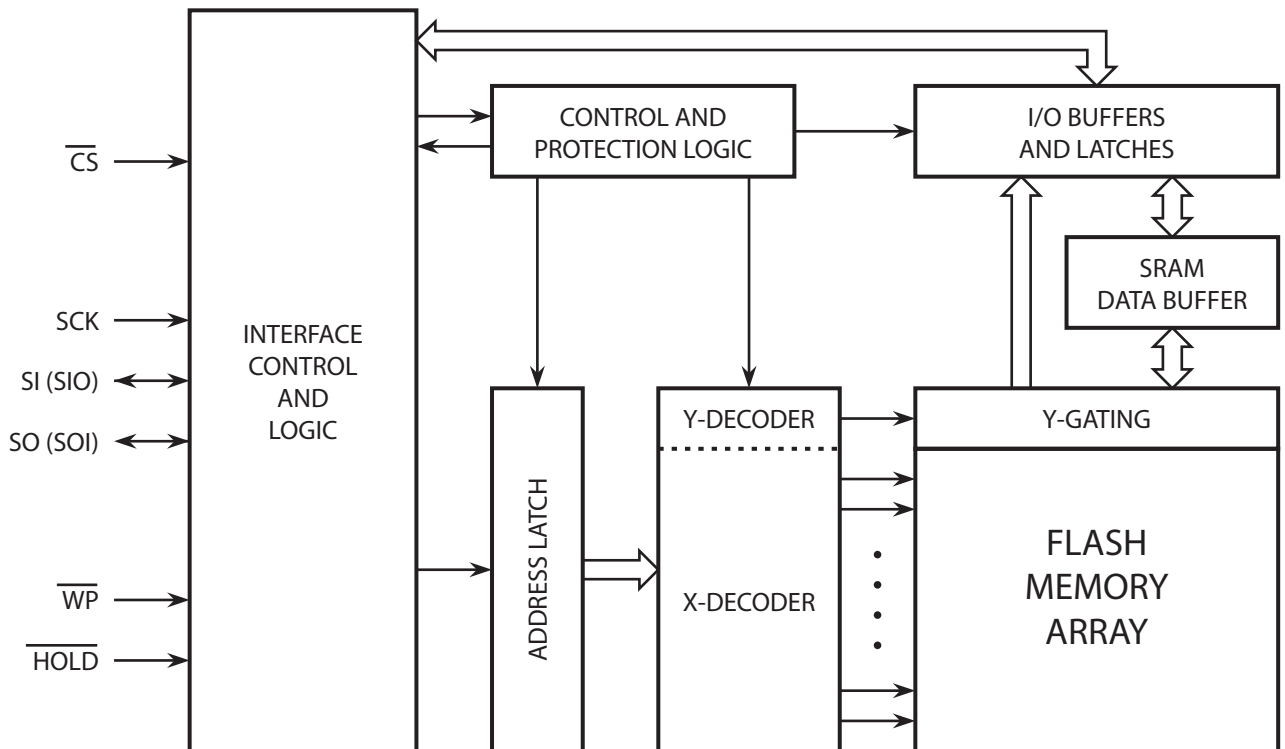 CS
SCK
SI (SIO)
SO (SOI)
WP
HOLD
INTERFACE
CONTROL
AND
LOGIC
CONTROL AND
PROTECTION LOGIC
I/O BUFFERS
AND LATCHES
SRAM
DATA BUFFER
ADDRESS LATCH
Y-DECODER
X-DECODER
Y-GATING
FLASH
MEMORY
ARRAY